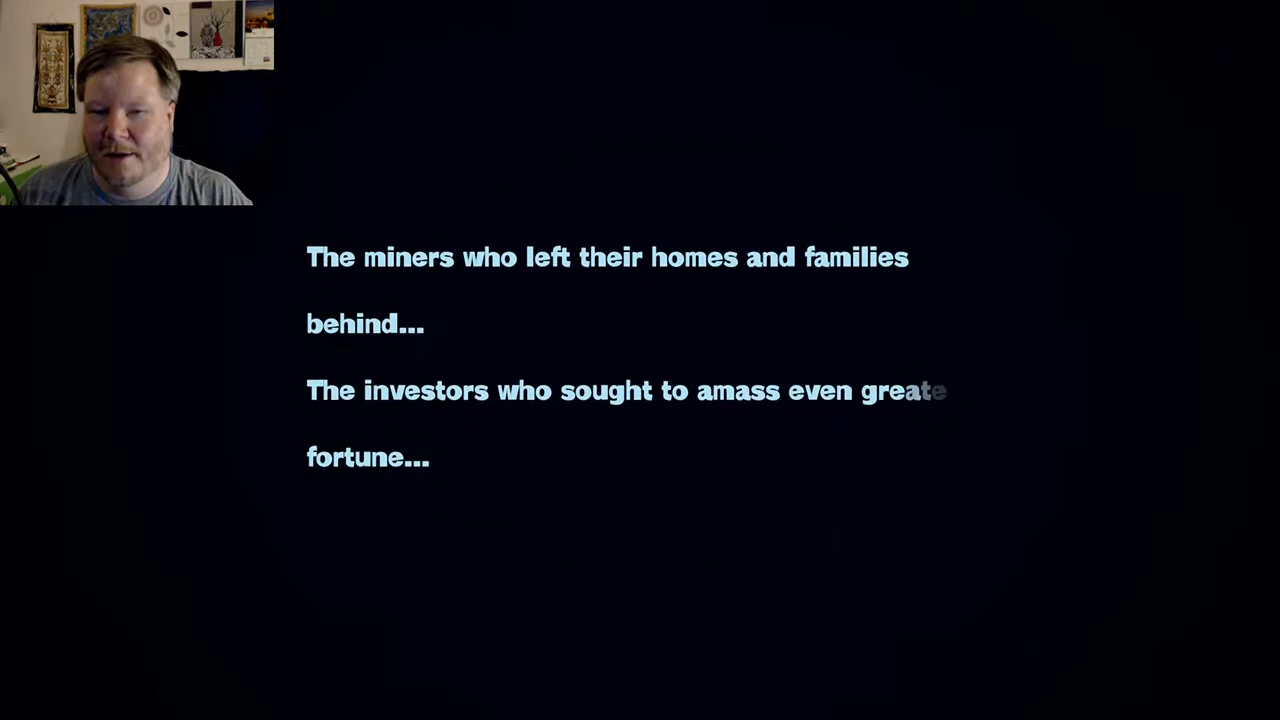 The miners who left their homes and families
behind...
The investors who sought to amass even greate
fortune...